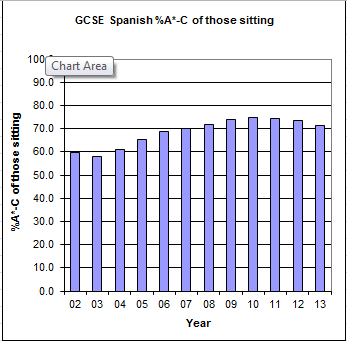 GCSE Spanish %A*-C of those sitting
Chart Area
%A*-C of those sitting
100.0
90.0
80.0
70.0
60.0
50.0
40.0
30.0
20.0
10.0
0.0
02 03 04 05 06 07 08 09 10 11 12 13
Year